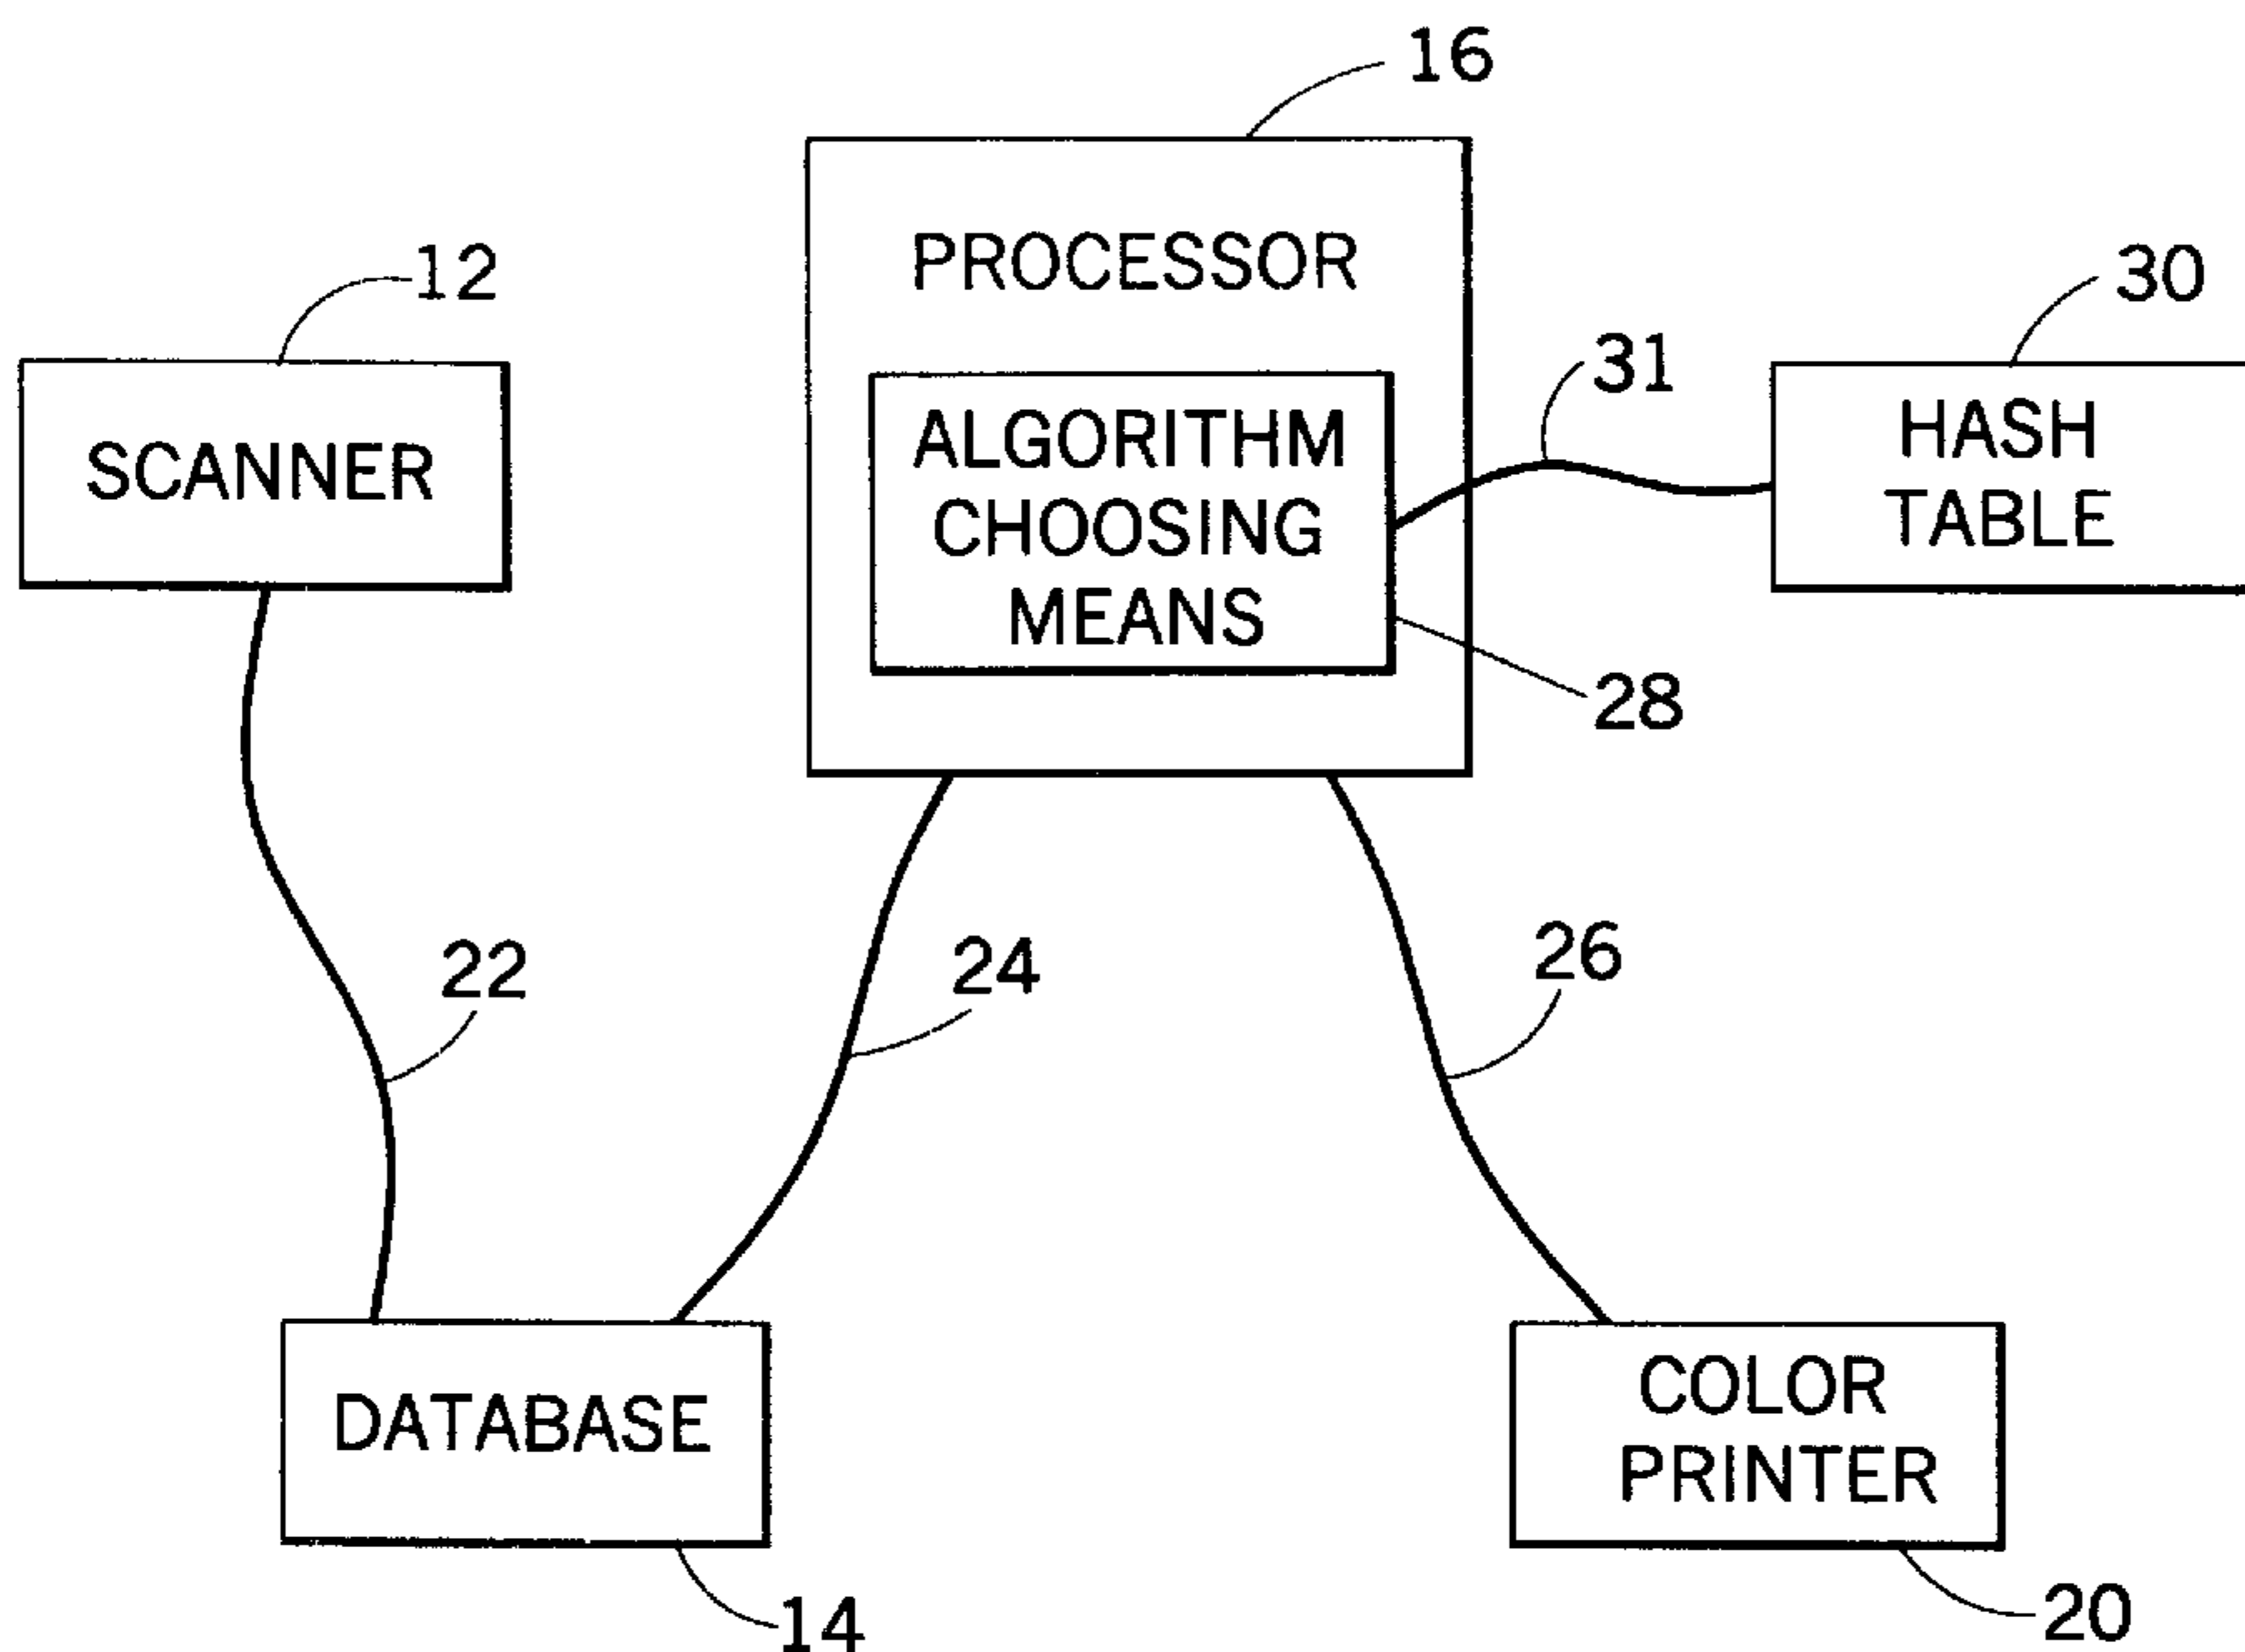 16
PROCESSOR
12
30
31
SCANNER
ALGORITHM
CHOOSING
MEANS
HASH
TABLE
28
22
24
26
DATABASE
COLOR
PRINTER
14
20